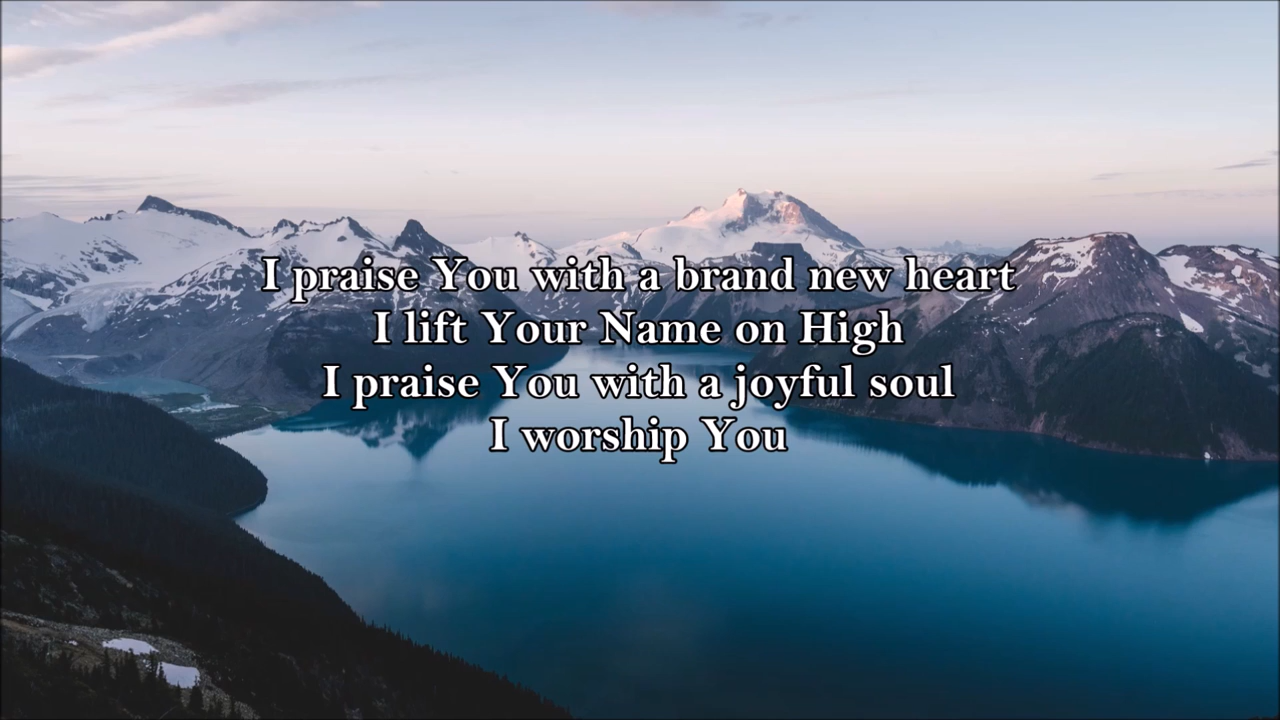 I praise You with a brand new heart
I lift Your Name on High
I praise You with a joyful soul
I worship You